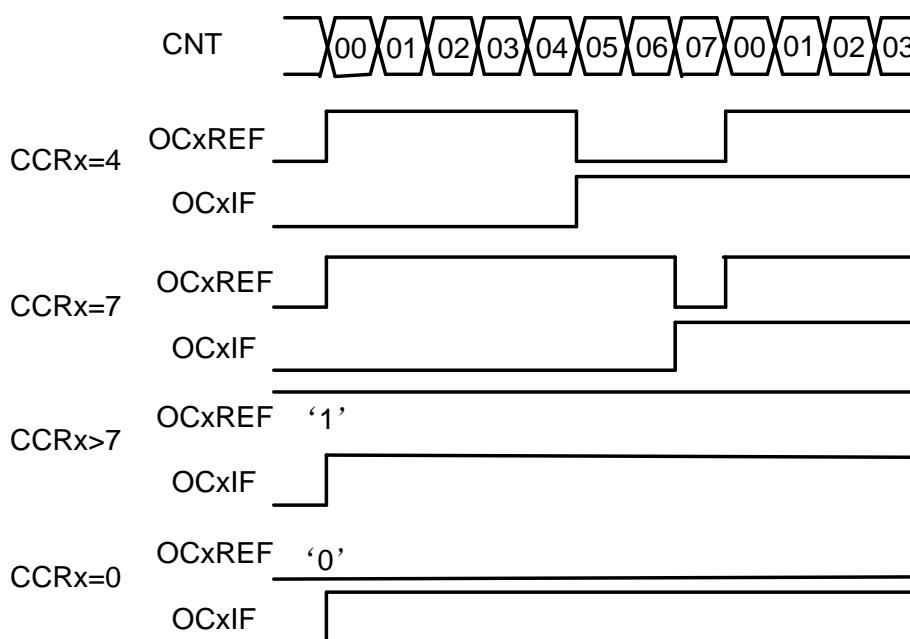 CNT 00 01 02 03 04 05 06 07 00 01 02 03
OCxREF
CCRx=4
OCxIF
OCxREF
CCRx=7
OCxIF
OCxREF ‘1’
CCRx>7
OCxIF
OCxREF ‘0’
CCRx=0
OCxIF